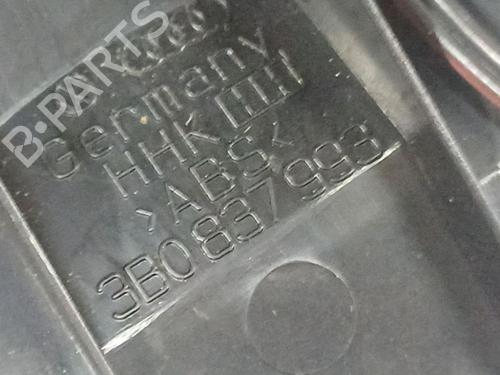 B-PARTS
Germany
HHK
>ABS<
3B0 837 993